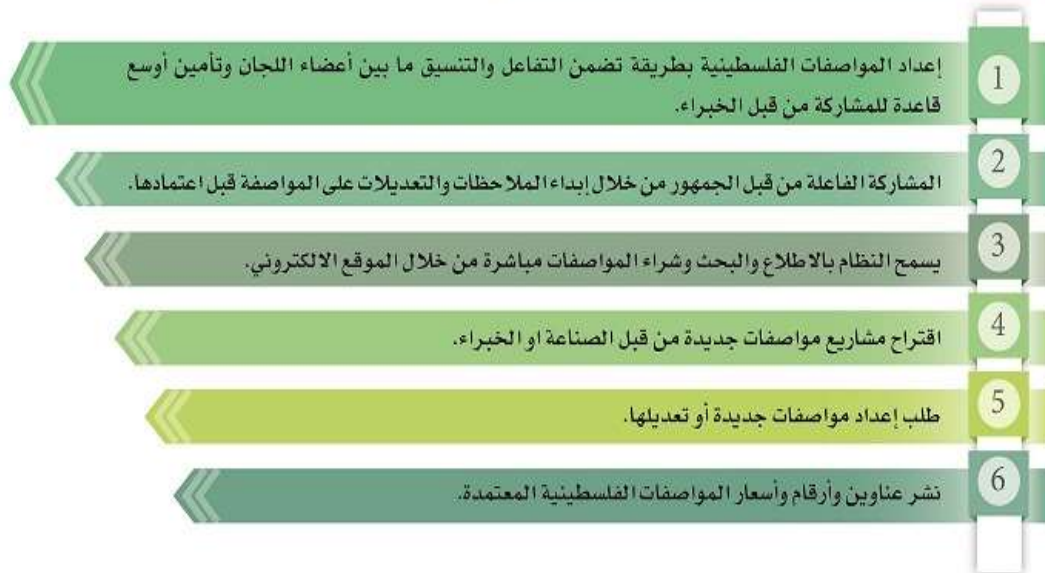 1
إعداد المواصفات الفلسطينية بطريقة تضمن التفاعل والتنسيق ما بين أعضاء اللجان وتأمين أوسع
قاعدة للمشاركة من قبل الخبراء.
2
المشاركة الفاعلة من قبل الجمهور من خلال إبداء الملاحظات والتعديلات على المواصفة قبل اعتمادها.
3
يسمح النظام بالاطلاع والبحث وشراء المواصفات مباشرة من خلال الموقع الالكتروني.
4
اقتراح مشاريع مواصفات جديدة من قبل الصناعة او الخبراء.
5
طلب إعداد مواصفات جديدة أو تعديلها.
6
نشر عناوين وأرقام وأسعار المواصفات الفلسطينية المعتمدة.